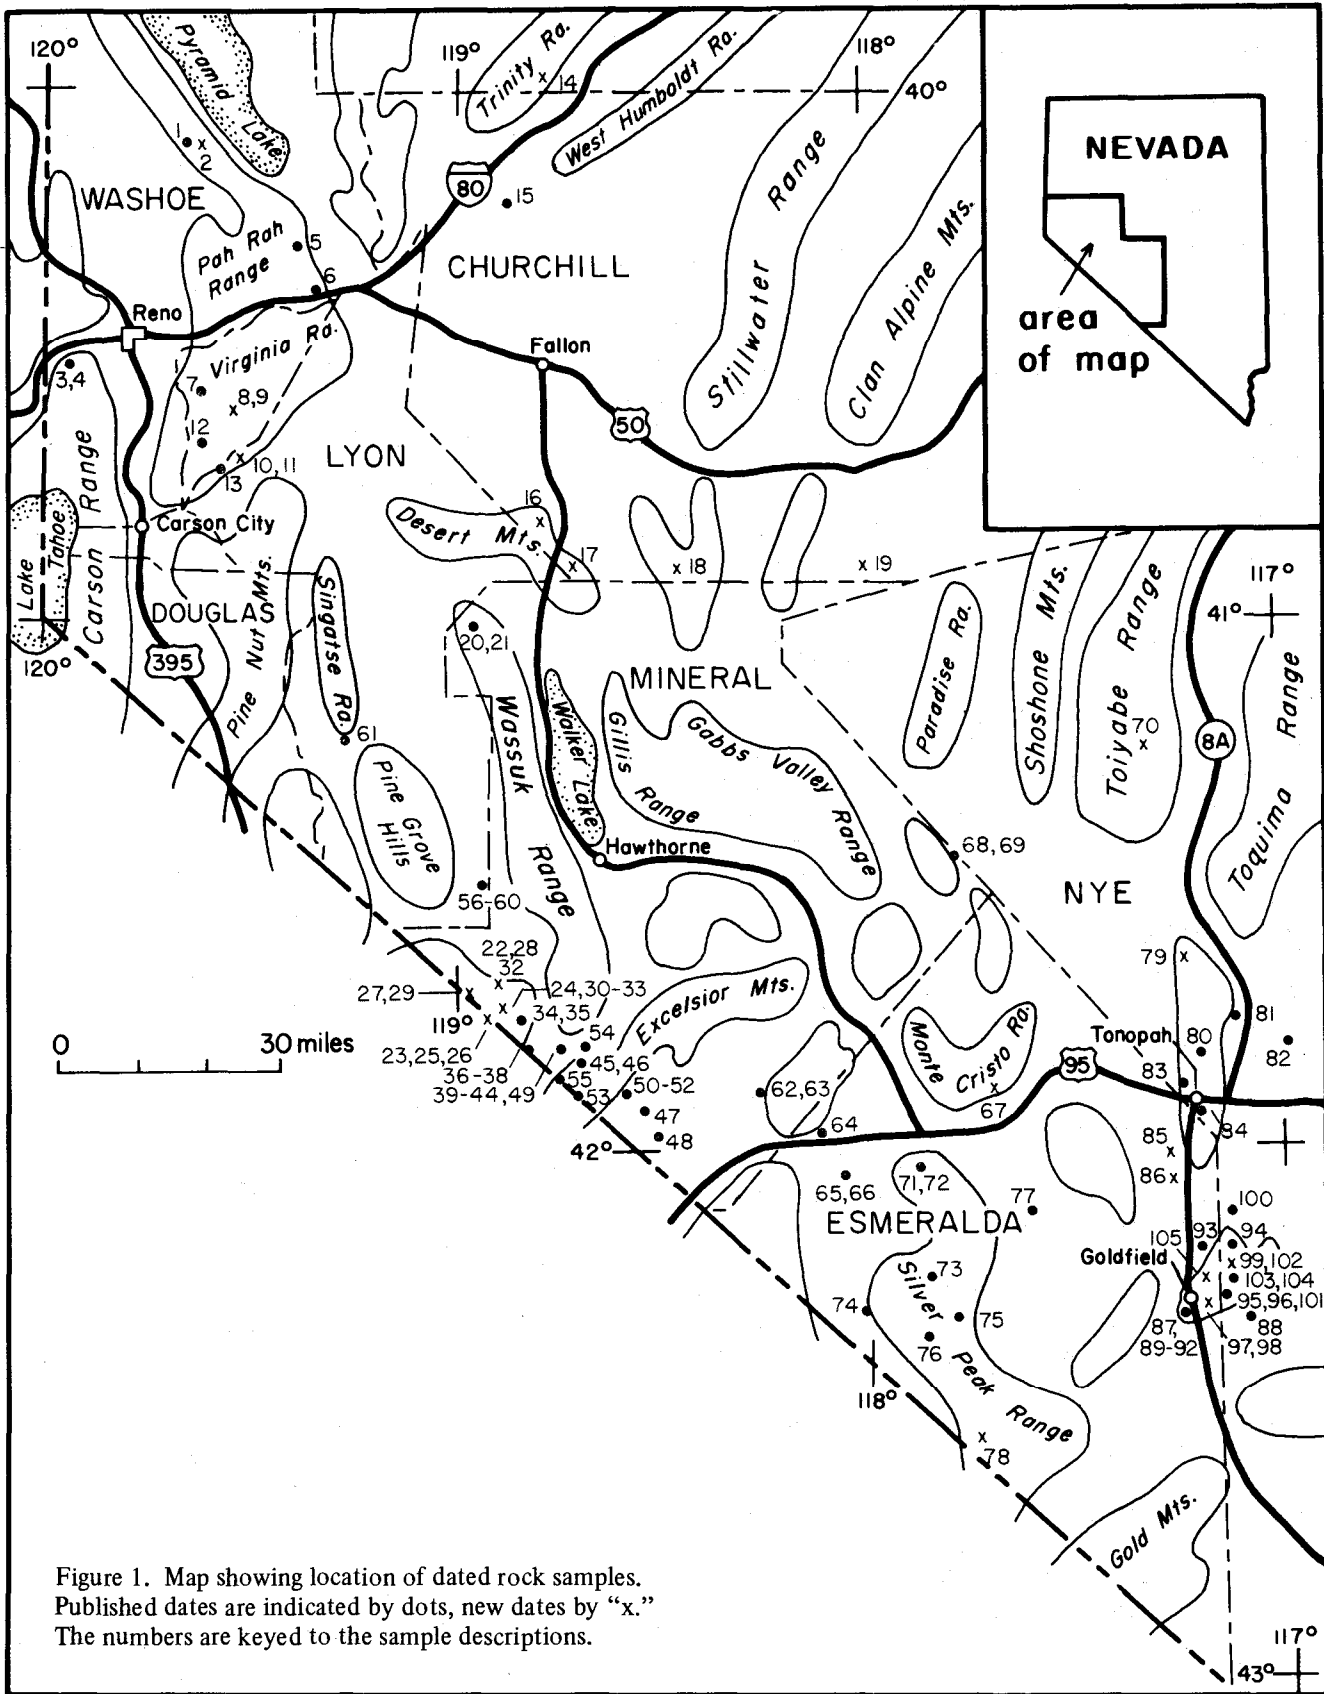 120°
Pyramid Lake
119°
Trinity Ra.
x 14
West Humboldt Ra.
118°
40°
NEVADA
area
of map
1
x
2
WASHOE
80
15
Pah Rah
Range
5
6
CHURCHILL
Stillwater Range
Clan Alpine Mts.
Reno
Virginia Ra.
Fallon
3,4
7
x 8,9
50
12
LYON
x 10,11
13
Carson Range
16
x
Desert Mts.
Carson City
17
x
x 18
x 19
Lake Tahoe
Pine Nut Mts.
DOUGLAS
Singatse Ra.
117°
41°
20,21
395
120°
MINERAL
Paradise Ra.
Shoshone Mts.
Toiyabe Range
Toquima Range
70
x
8A
61
Wassuk Range
Walker Lake
Gillis Range
Gabbs Valley Range
Pine Grove
Hills
Hawthorne
68,69
56-60
NYE
22,28
32
x
79 x
27,29
x
24,30-33
x
Excelsior Mts.
119°
x
34,35
54
0 30 miles
23,25,26
36-38
39-44,49
45,46
55
53
50-52
47
48
42°
Monte Cristo Ra.
x
67
95
Tonopah
80
81
82
83
84
62,63
64
85
x
86 x
65,66
71,72
77
ESMERALDA
100
105
93
94
Goldfield
x
x
99,102
103,104
95,96,101
x
87,
89-92
97,98
88
73
74
75
76
Silver Peak Range
118°
x
78
Gold Mts.
117°
43°
Figure 1. Map showing location of dated rock samples.
Published dates are indicated by dots, new dates by “x.”
The numbers are keyed to the sample descriptions.